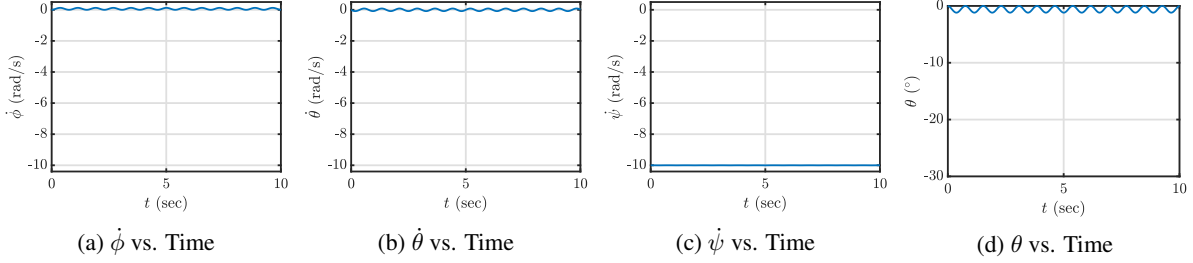 0
-2
-4
-6
-8
-10
0 5 10
t (sec)
ϕ̇ (rad/s)
(a) ϕ̇ vs. Time
0
-2
-4
-6
-8
-10
0 5 10
t (sec)
θ̇ (rad/s)
(b) θ̇ vs. Time
0
-2
-4
-6
-8
-10
0 5 10
t (sec)
ψ̇ (rad/s)
(c) ψ̇ vs. Time
0
-10
-20
-30
0 5 10
t (sec)
θ (°)
(d) θ vs. Time